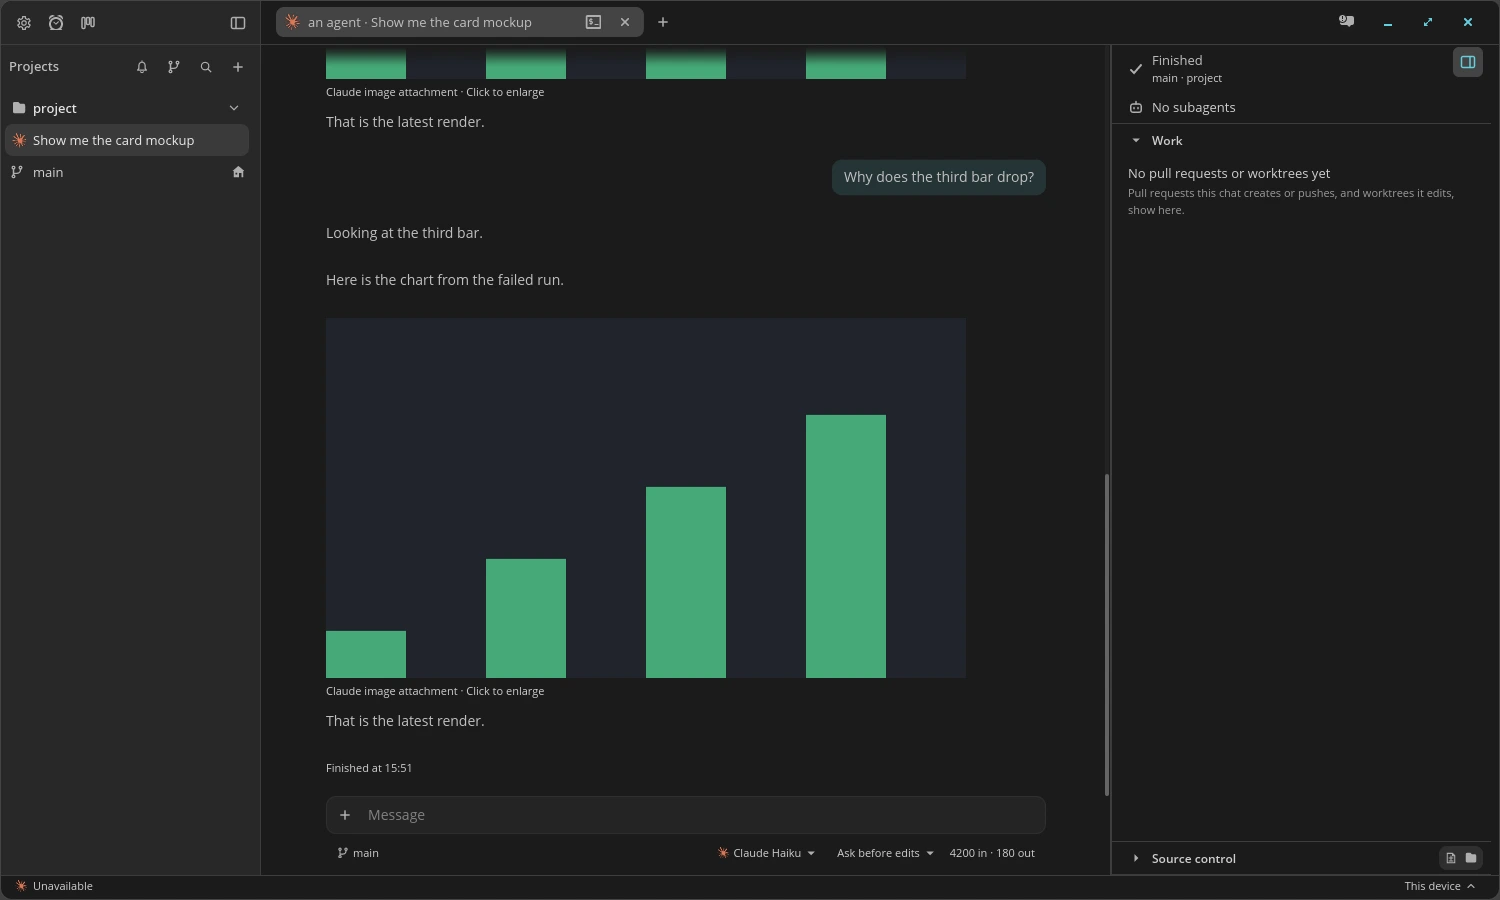 an agent · Show me the card mockup
Projects
project
Show me the card mockup
main
Claude image attachment · Click to enlarge
That is the latest render.
Why does the third bar drop?
Looking at the third bar.
Here is the chart from the failed run.
Claude image attachment · Click to enlarge
That is the latest render.
Finished at 15:51
Message
main
Claude Haiku
Ask before edits
4200 in · 180 out
Finished
main · project
No subagents
Work
No pull requests or worktrees yet
Pull requests this chat creates or pushes, and worktrees it edits,
show here.
Source control
Unavailable
This device